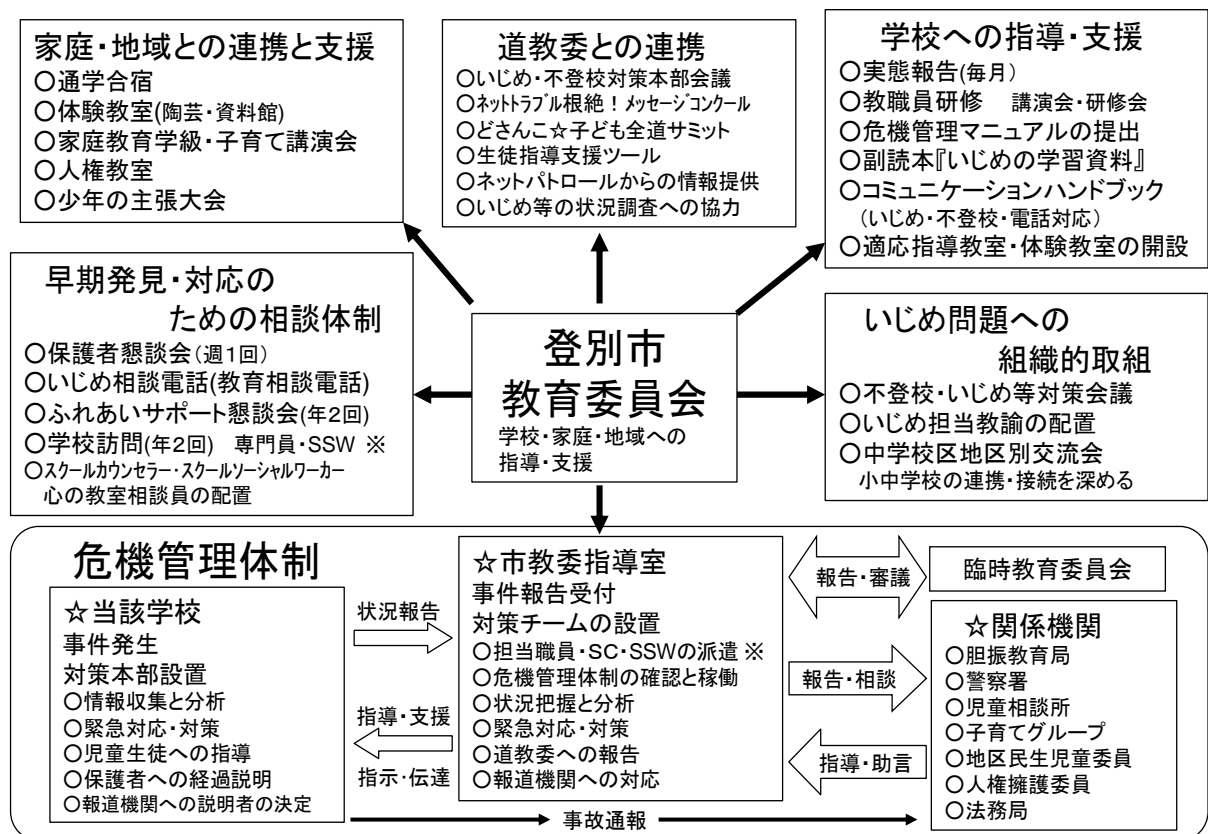 家庭・地域との連携と支援
○通学合宿
○体験教室(陶芸・資料館)
○家庭教育学級・子育て講演会
○人権教室
○少年の主張大会
道教委との連携
○いじめ・不登校対策本部会議
○ネットトラブル根絶！メッセージコンクール
○どさんこ☆子ども全道サミット
○生徒指導支援ツール
○ネットパトロールからの情報提供
○いじめ等の状況調査への協力
学校への指導・支援
○実態報告(毎月)
○教職員研修　講演会・研修会
○危機管理マニュアルの提出
○副読本『いじめの学習資料』
○コミュニケーションハンドブック
（いじめ・不登校・電話対応）
○適応指導教室・体験教室の開設
早期発見・対応の
ための相談体制
○保護者懇談会（週1回）
○いじめ相談電話(教育相談電話)
○ふれあいサポート懇談会(年2回)
○学校訪問(年2回)　専門員・SSW ※
○スクールカウンセラー・スクールソーシャルワーカー
心の教室相談員の配置
登別市
教育委員会
学校・家庭・地域への
指導・支援
いじめ問題への
組織的取組
○不登校・いじめ等対策会議
○いじめ担当教諭の配置
○中学校区地区別交流会
小中学校の連携・接続を深める
危機管理体制
☆当該学校
事件発生
対策本部設置
○情報収集と分析
○緊急対応・対策
○児童生徒への指導
○保護者への経過説明
○報道機関への説明者の決定
状況報告
指導・支援
指示・伝達
☆市教委指導室
事件報告受付
対策チームの設置
○担当職員・SC・SSWの派遣 ※
○危機管理体制の確認と稼働
○状況把握と分析
○緊急対応・対策
○道教委への報告
○報道機関への対応
報告・審議
報告・相談
指導・助言
臨時教育委員会
☆関係機関
○胆振教育局
○警察署
○児童相談所
○子育てグループ
○地区民生児童委員
○人権擁護委員
○法務局
事故通報